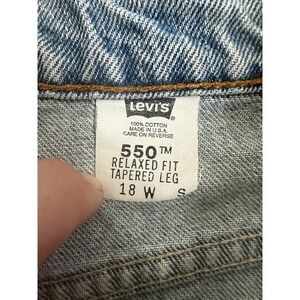 LEVI'S
100% COTTON
MADE IN U.S.A.
CARE ON REVERSE
550™
RELAXED FIT
TAPERED LEG
18 W S